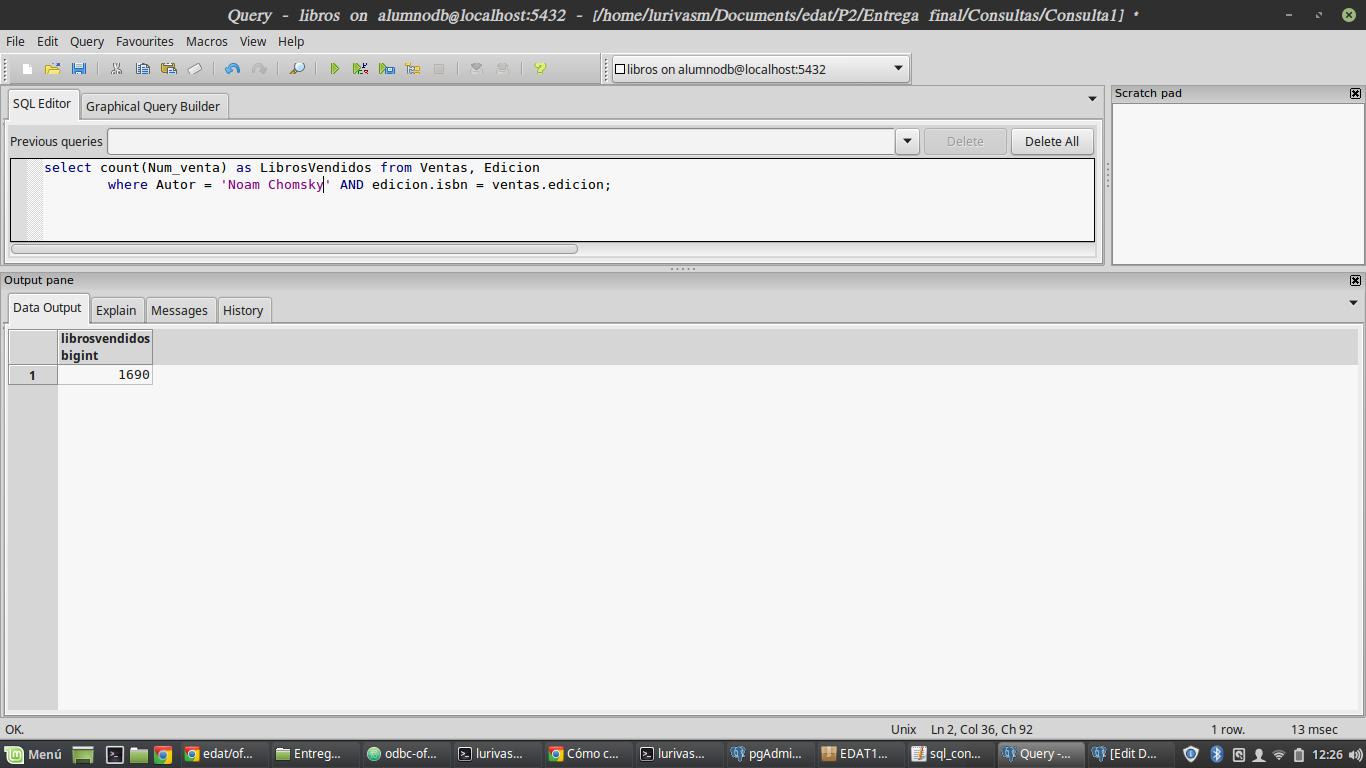 Query - libros on alumnodb@localhost:5432 - [/home/lurivasm/Documents/edat/P2/Entrega final/Consultas/Consulta1] *
File Edit Query Favourites Macros View Help
libros on alumnodb@localhost:5432
SQL Editor Graphical Query Builder
Scratch pad
Previous queries Delete Delete All
select count(Num_venta) as LibrosVendidos from Ventas, Edicion
where Autor = 'Noam Chomsky' AND edicion.isbn = ventas.edicion;
Output pane
Data Output Explain Messages History
librosvendidos
bigint
1 1690
OK. Unix Ln 2, Col 36, Ch 92 1 row. 13 msec
Menú edat/of... Entreg... odbc-of... lurivas... Cómo c... lurivas... pgAdmi... EDAT1... sql_con... Query -... [Edit D... 12:26